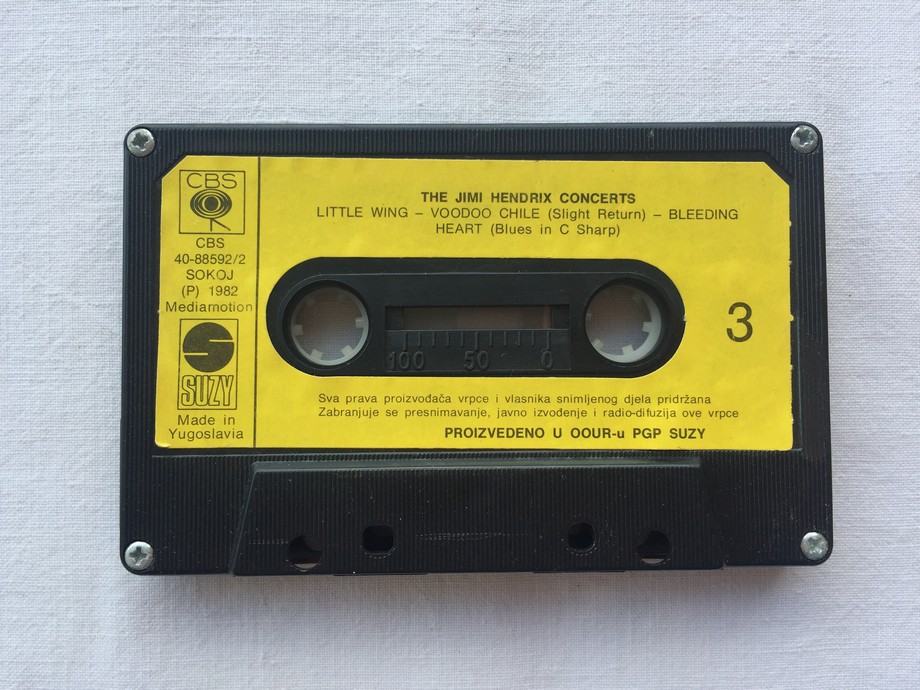 CBS
CBS
40-88592/2
SOKOJ
(P) 1982
Mediamotion
SUZY
Made in
Yugoslavia
THE JIMI HENDRIX CONCERTS
LITTLE WING – VOODOO CHILE (Slight Return) – BLEEDING
HEART (Blues in C Sharp)
100 50 0
3
Sva prava proizvođača vrpce i vlasnika snimljenog djela pridržana
Zabranjuje se presnimavanje, javno izvođenje i radio-difuzija ove vrpce
PROIZVEDENO U OOUR-u PGP SUZY